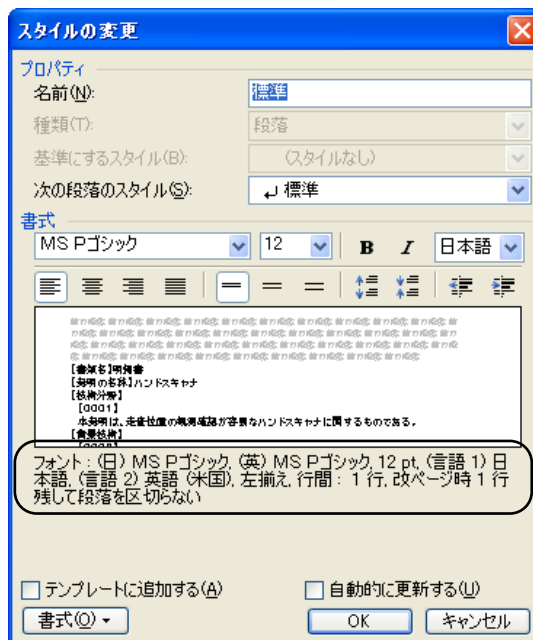 スタイルの変更
プロパティ
名前(N):
標準
種類(T):
段落
基準にするスタイル(B):
(スタイルなし)
次の段落のスタイル(S):
↵ 標準
書式
MS Pゴシック
12
B
I
日本語
【書類名】明細書
【発明の名称】ハンドスキャナ
【技術分野】
【0001】
本発明は、走査位置の視認確認が容易なハンドスキャナに関するものである。
【背景技術】
フォント : (日) MS Pゴシック, (英) MS Pゴシック, 12 pt, (言語 1) 日
本語, (言語 2) 英語 (米国), 左揃え, 行間 : 1 行, 改ページ時 1 行
残して段落を区切らない
テンプレートに追加する(A)
自動的に更新する(U)
書式(O)
OK
キャンセル